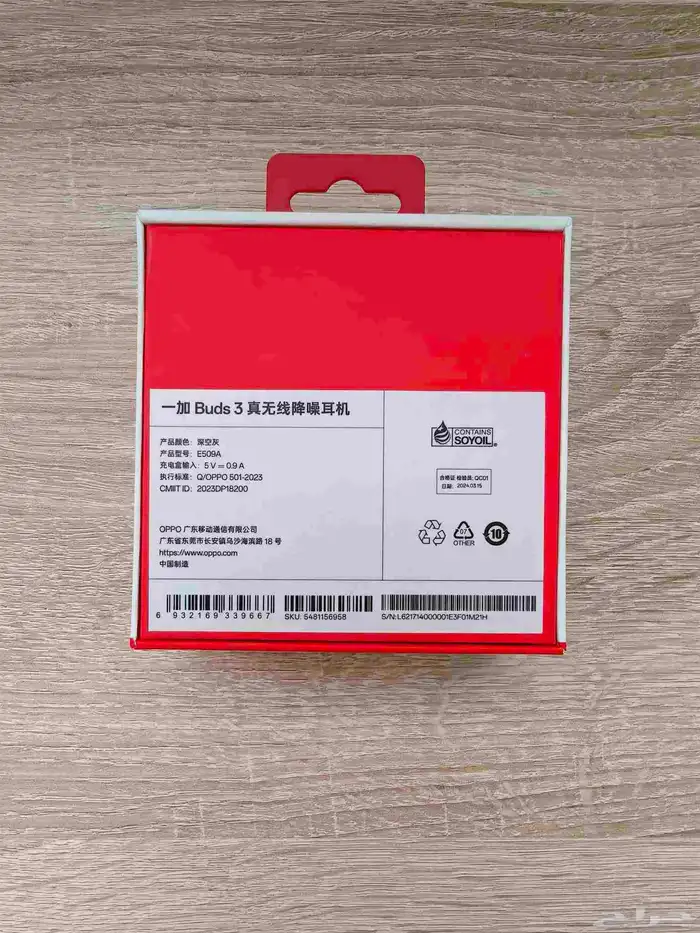 一加 Buds 3 真无线降噪耳机
产品颜色：深空灰
产品型号：E509A
充电盒输入：5 V = 0.9 A
执行标准：Q/OPPO 501-2023
CMIIT ID：2023DP18200
OPPO 广东移动通信有限公司
广东省东莞市长安镇乌沙海滨路 18 号
https://www.oppo.com
中国制造
CONTAINS
SOYOIL
合格证 检验员: QC01
日期: 2024.03.15
07
OTHER
10
6 932169 339667
SKU: 5481156958
S/N:L621714000001E3F01M21H
حراج